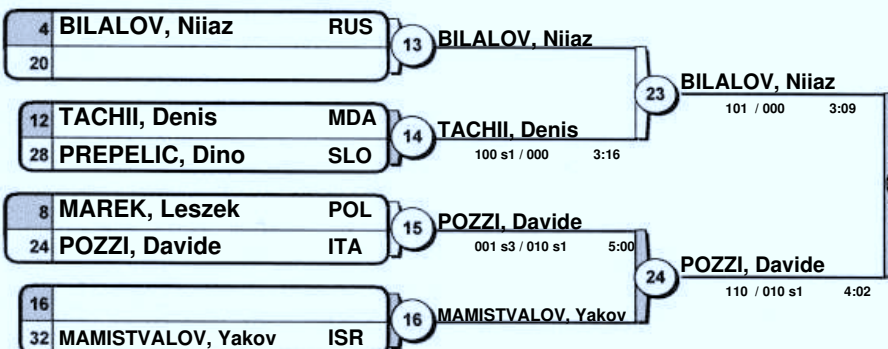 4 BILALOV, Niiaz RUS
20
13 BILALOV, Niiaz
12 TACHII, Denis MDA
28 PREPELIC, Dino SLO
14 TACHII, Denis
100 s1 / 000 3:16
23 BILALOV, Niiaz
101 / 000 3:09
8 MAREK, Leszek POL
24 POZZI, Davide ITA
15 POZZI, Davide
001 s3 / 010 s1 5:00
16
32 MAMISTVALOV, Yakov ISR
16 MAMISTVALOV, Yakov
24 POZZI, Davide
110 / 010 s1 4:02